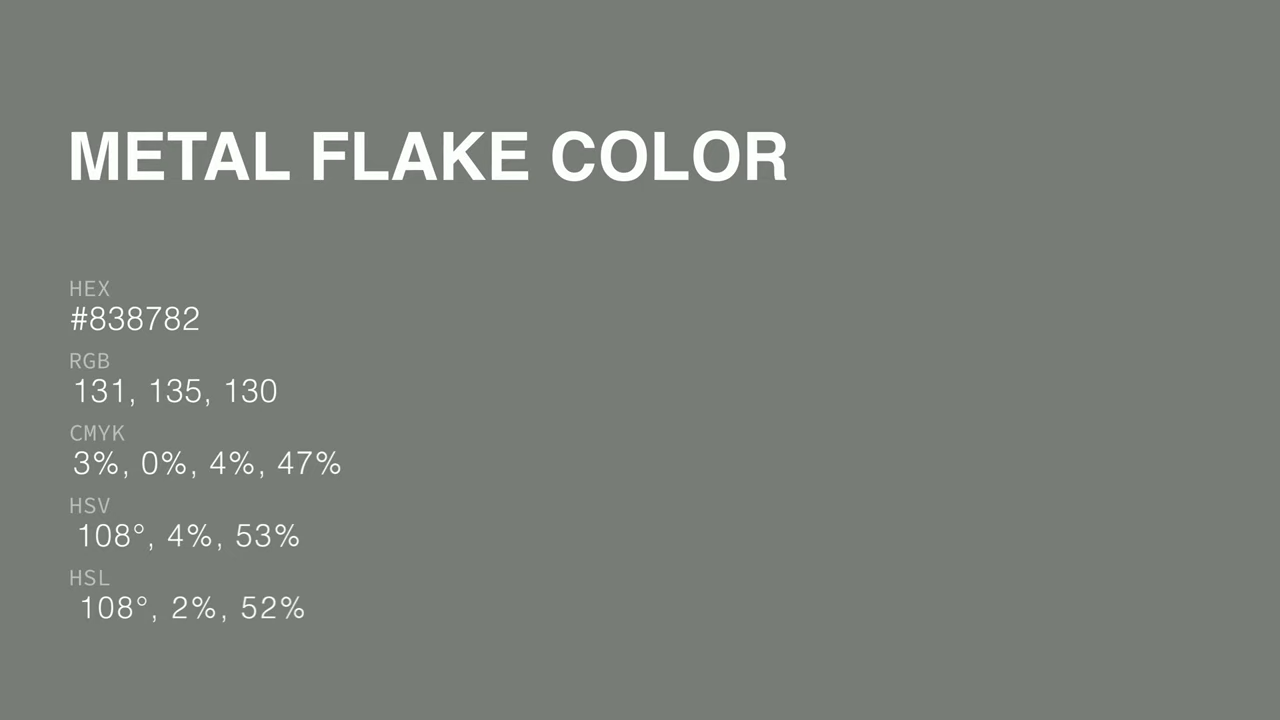 METAL FLAKE COLOR
HEX
#838782
RGB
131, 135, 130
CMYK
3%, 0%, 4%, 47%
HSV
108°, 4%, 53%
HSL
108°, 2%, 52%